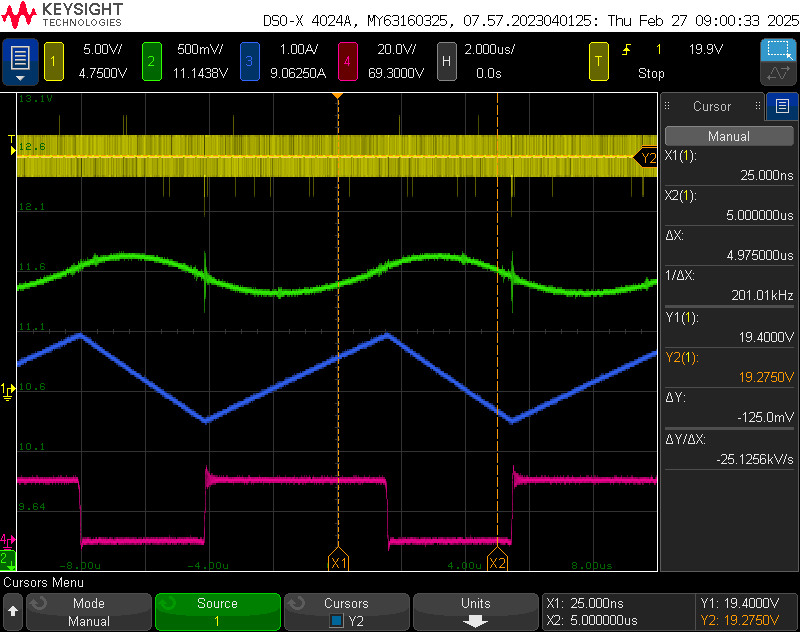 KEYSIGHT
TECHNOLOGIES
DSO-X 4024A, MY63160325, 07.57.2023040125: Thu Feb 27 09:00:33 2025
1 5.00V/ 2 500mV/ 3 1.00A/ 4 20.0V/ H 2.000us/ T 1 19.9V
4.7500V 11.1438V 9.06250A 69.3000V 0.0s Stop
13.1V
Cursor
Manual
T
12.6
Y2
X1(1):
25.000ns
X2(1):
5.000000us
12.1
ΔX:
4.975000us
11.6
1/ΔX:
201.01kHz
Y1(1):
11.1
19.4000V
Y2(1):
19.2750V
1
10.6
ΔY:
-125.0mV
ΔY/ΔX:
10.1
-25.1256kV/s
9.64
4
2
-8.00u -4.00u X1 4.00u X2 8.00u
Cursors Menu
Mode
Manual
Source
1
Cursors
Y2
Units
X1: 25.000ns
X2: 5.000000us
Y1: 19.4000V
Y2: 19.2750V